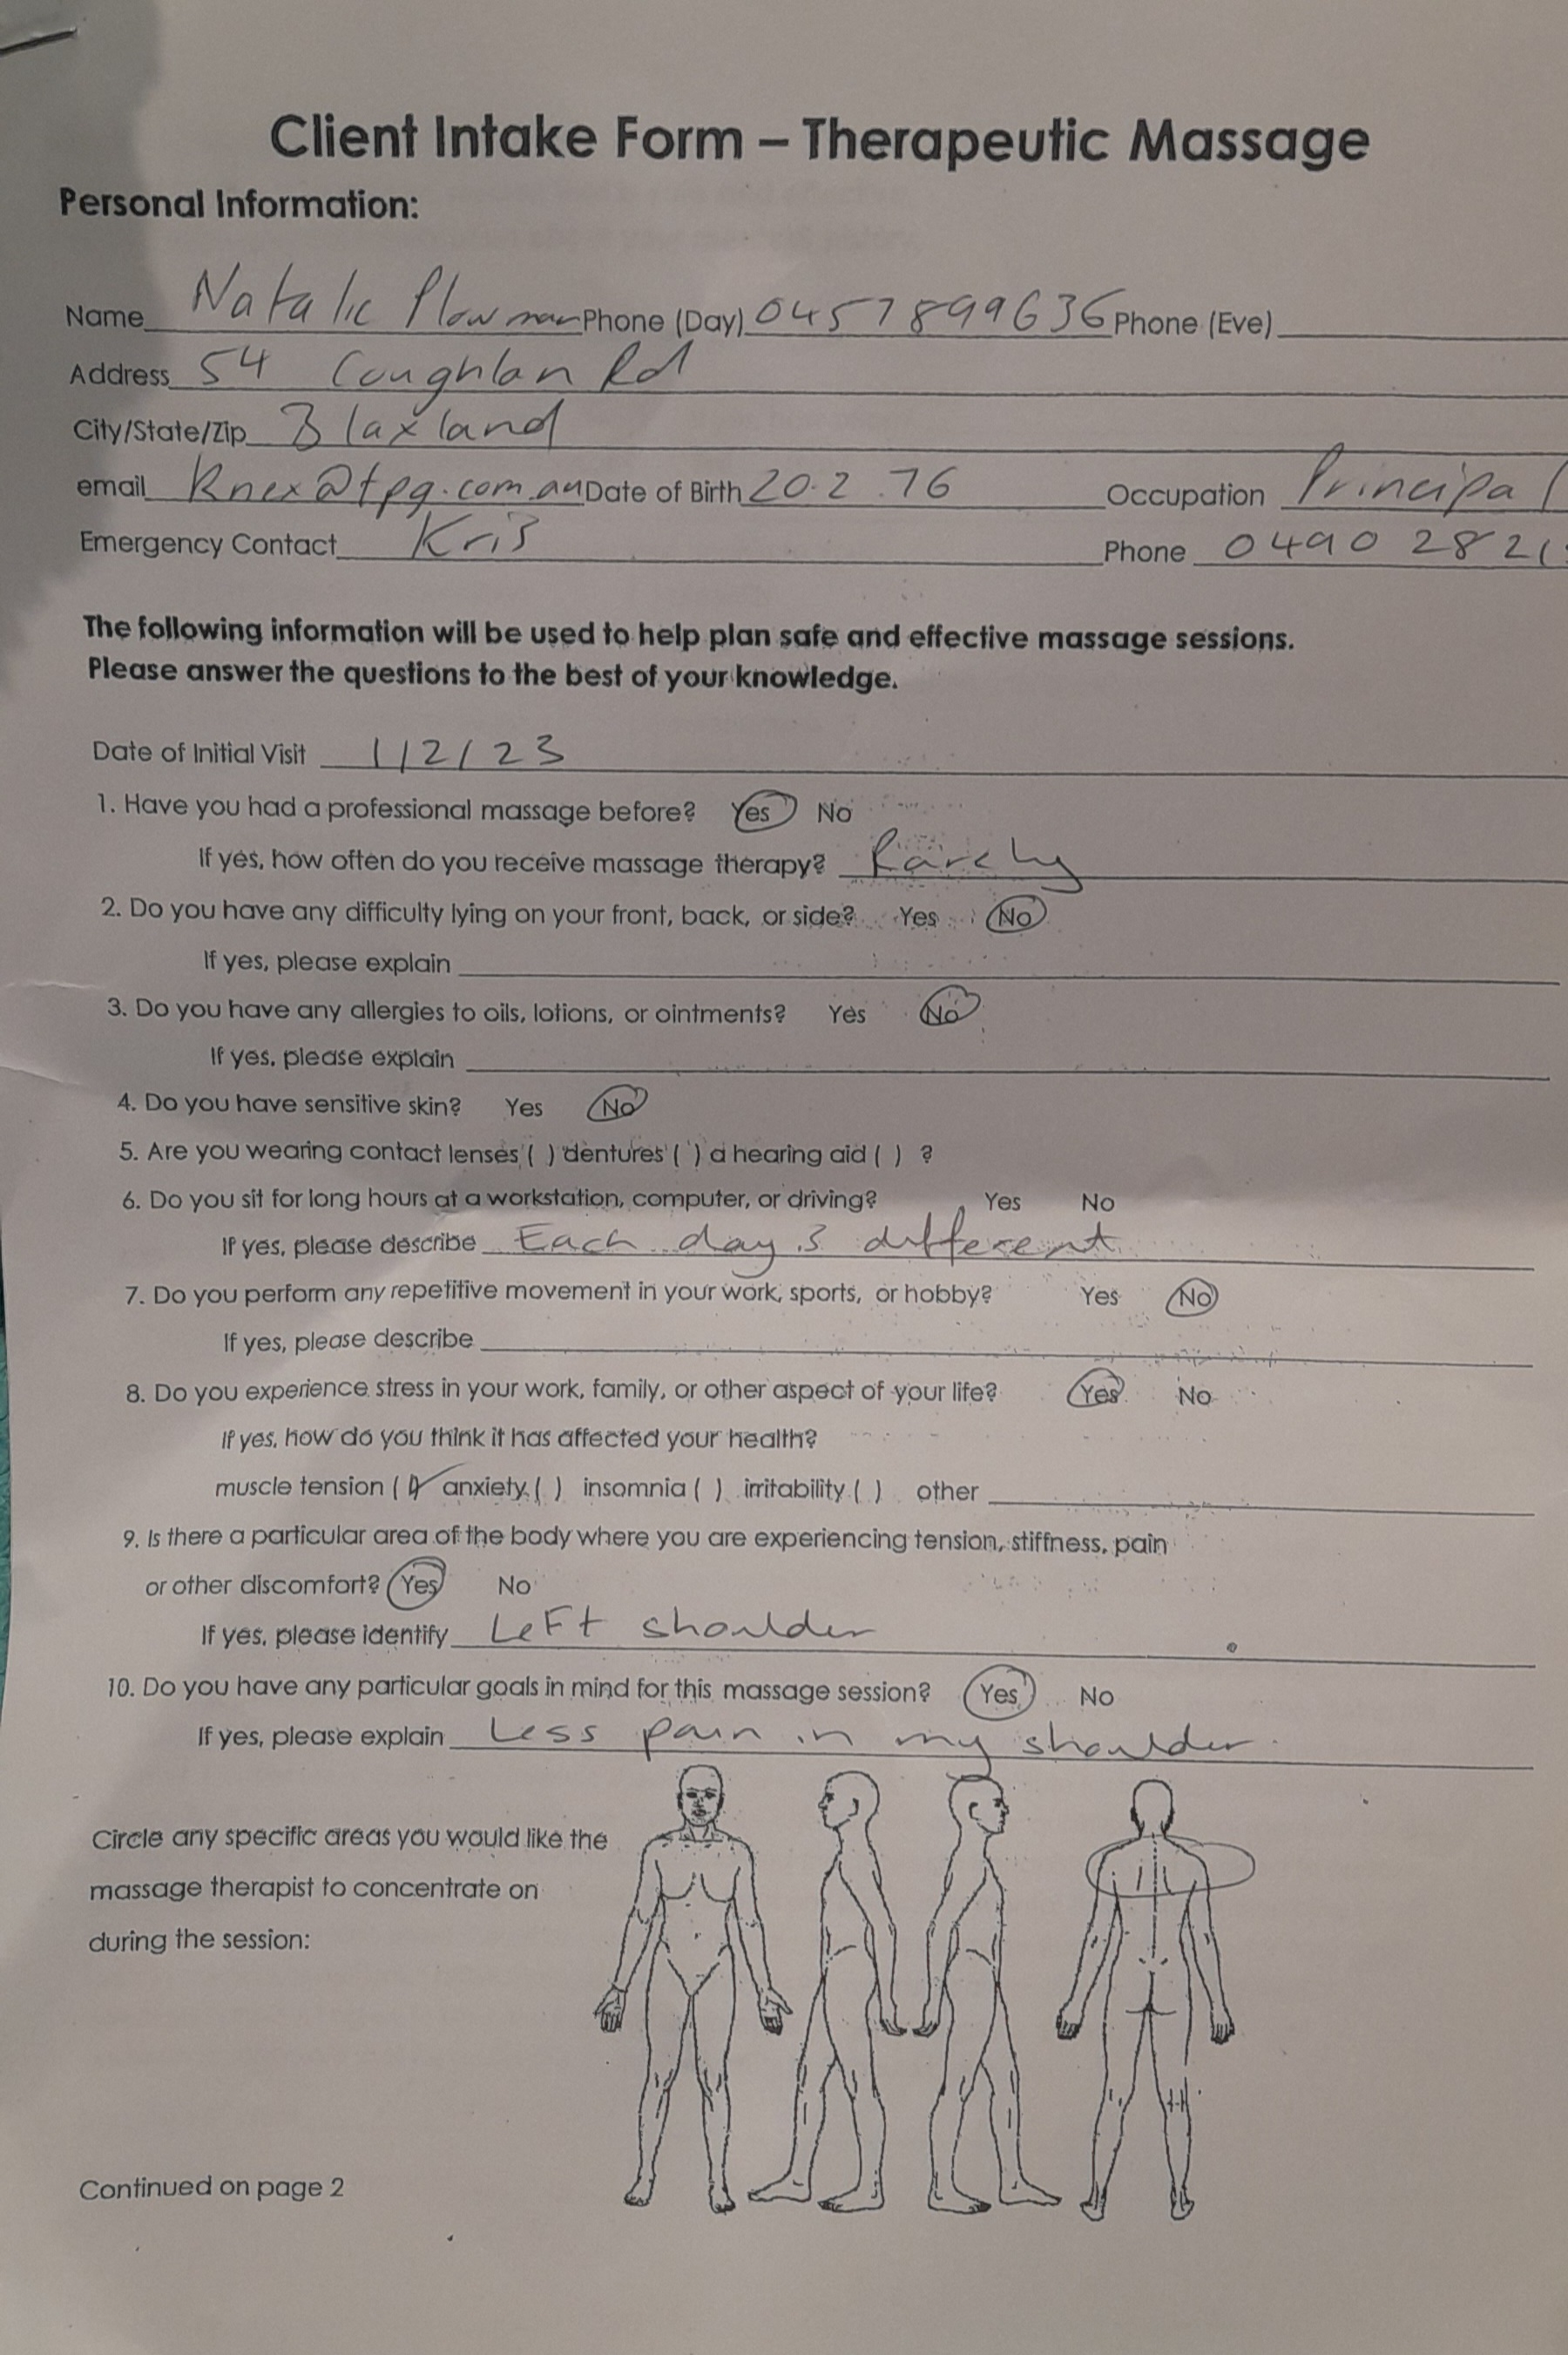 Client Intake Form – Therapeutic Massage
Personal Information:
Name Natalie Plowman Phone (Day) 0457899636 Phone (Eve)
Address 54 Coughlan Rd
City/State/Zip Blaxland
email Knex@tpg.com.au Date of Birth 20.2.76 Occupation Principal
Emergency Contact Kris Phone 0490 2821
The following information will be used to help plan safe and effective massage sessions.
Please answer the questions to the best of your knowledge.
Date of Initial Visit 1/2/23
1. Have you had a professional massage before? Yes No
If yes, how often do you receive massage therapy? Rarely
2. Do you have any difficulty lying on your front, back, or side? Yes No
If yes, please explain
3. Do you have any allergies to oils, lotions, or ointments? Yes No
If yes, please explain
4. Do you have sensitive skin? Yes No
5. Are you wearing contact lenses ( ) dentures ( ) a hearing aid ( ) ?
6. Do you sit for long hours at a workstation, computer, or driving? Yes No
If yes, please describe Each day is different
7. Do you perform any repetitive movement in your work, sports, or hobby? Yes No
If yes, please describe
8. Do you experience stress in your work, family, or other aspect of your life? Yes No
If yes, how do you think it has affected your health?
muscle tension (✓) anxiety ( ) insomnia ( ) irritability ( ) other
9. Is there a particular area of the body where you are experiencing tension, stiffness, pain
or other discomfort? Yes No
If yes, please identify Left shoulder
10. Do you have any particular goals in mind for this massage session? Yes No
If yes, please explain Less pain in my shoulder.
Circle any specific areas you would like the
massage therapist to concentrate on
during the session:
Continued on page 2